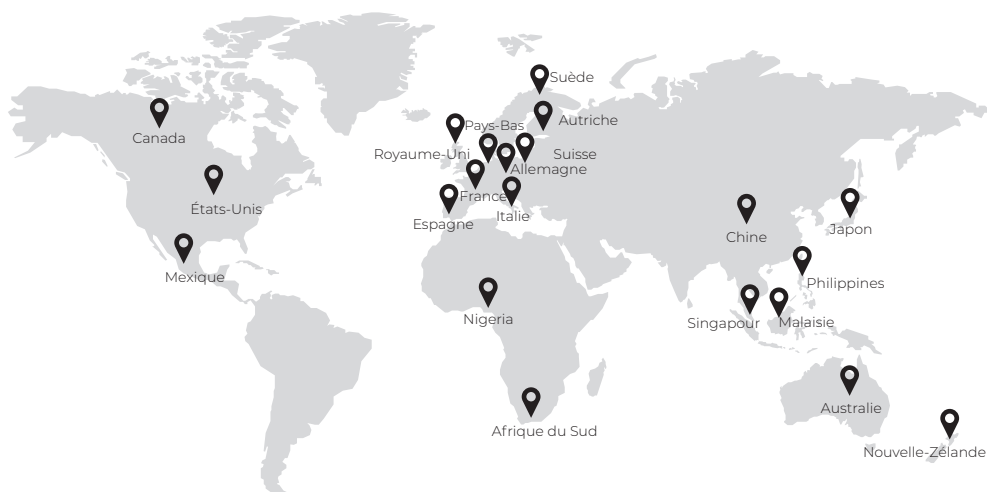 Suède
Autriche
Pays-Bas
Canada
Royaume-Uni
Suisse
Allemagne
France
États-Unis
Italie
Espagne
Japon
Chine
Mexique
Philippines
Nigeria
Singapour
Malaisie
Australie
Afrique du Sud
Nouvelle-Zélande